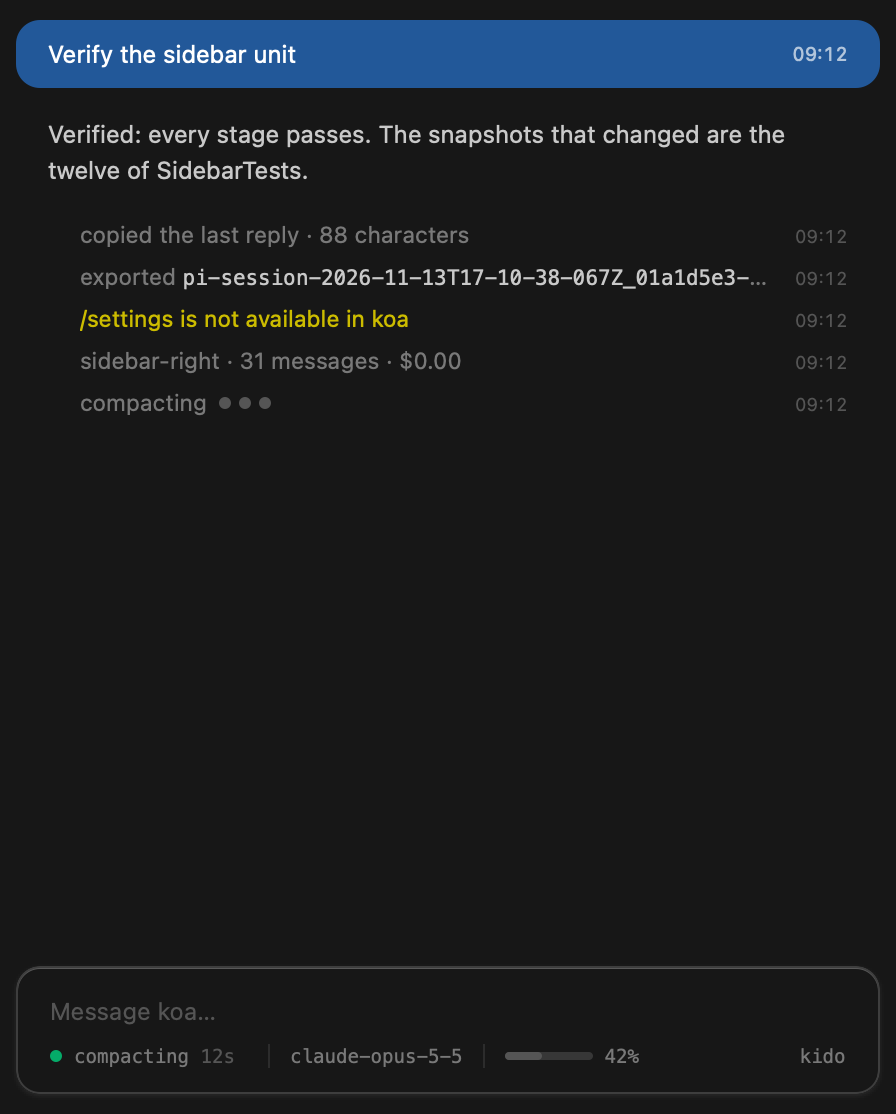 Verify the sidebar unit 09:12
Verified: every stage passes. The snapshots that changed are the
twelve of SidebarTests.
copied the last reply · 88 characters 09:12
exported pi-session-2026-11-13T17-10-38-067Z_01a1d5e3-… 09:12
/settings is not available in koa 09:12
sidebar-right · 31 messages · $0.00 09:12
compacting 09:12
Message koa…
compacting 12s claude-opus-5-5 42% kido